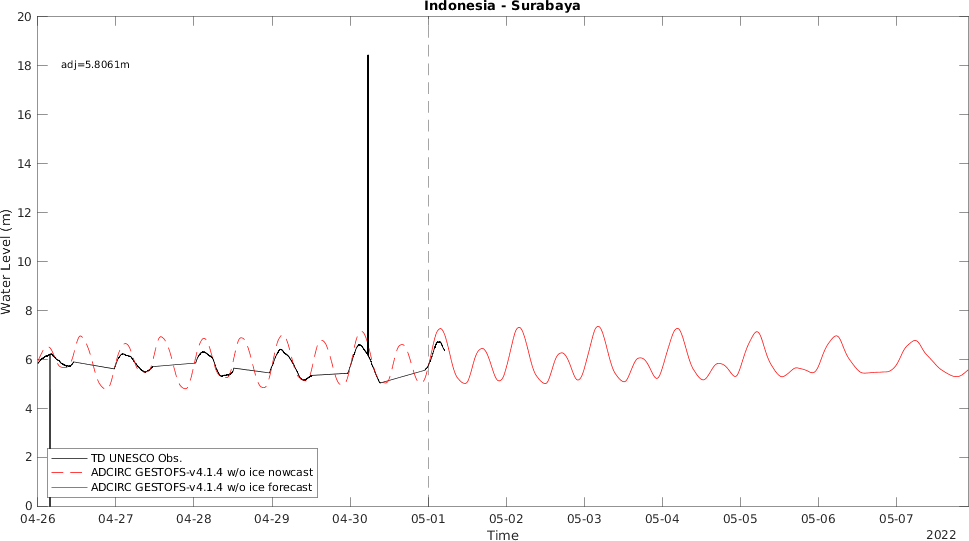 Indonesia - Surabaya
20
18
16
14
12
10
8
6
4
2
0
Water Level (m)
adj=5.8061m
TD UNESCO Obs.
ADCIRC GESTOFS-v4.1.4 w/o ice nowcast
ADCIRC GESTOFS-v4.1.4 w/o ice forecast
04-26 04-27 04-28 04-29 04-30 05-01 05-02 05-03 05-04 05-05 05-06 05-07
Time
2022